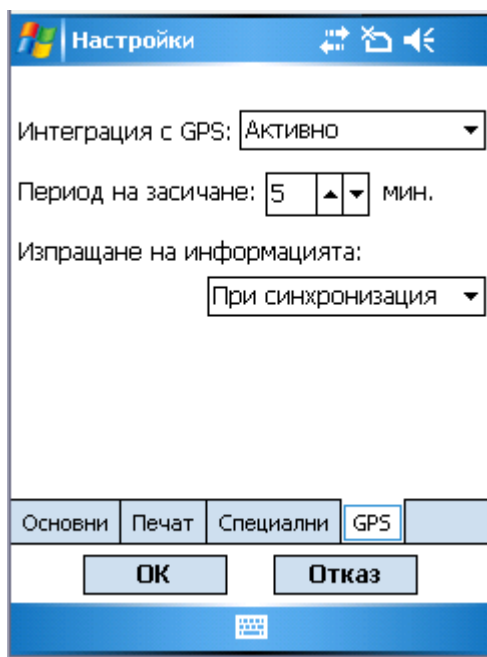 Настройки
Интеграция с GPS: Активно
Период на засичане: 5 мин.
Изпращане на информацията:
При синхронизация
Основни Печат Специални GPS
OK Отказ